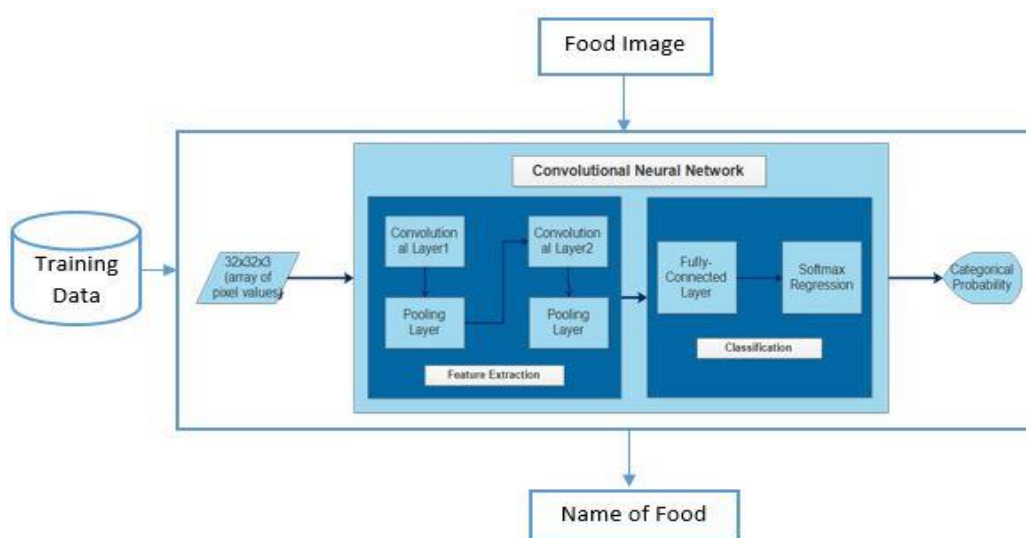 Food Image
Convolutional Neural Network
Training
Data
32x32x3
(array of
pixel values)
Convolution
al Layer1
Pooling
Layer
Convolution
al Layer2
Pooling
Layer
Feature Extraction
Fully-
Connected
Layer
Softmax
Regression
Classification
Categorical
Probability
Name of Food